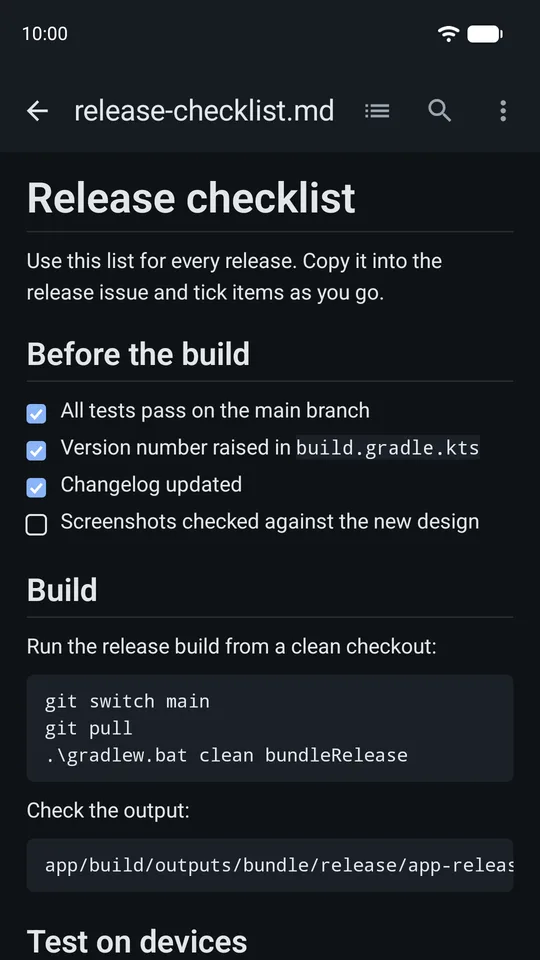 10:00
release-checklist.md
Release checklist
Use this list for every release. Copy it into the
release issue and tick items as you go.
Before the build
All tests pass on the main branch
Version number raised in build.gradle.kts
Changelog updated
Screenshots checked against the new design
Build
Run the release build from a clean checkout:
git switch main
git pull
.\gradlew.bat clean bundleRelease
Check the output:
app/build/outputs/bundle/release/app-releas
Test on devices